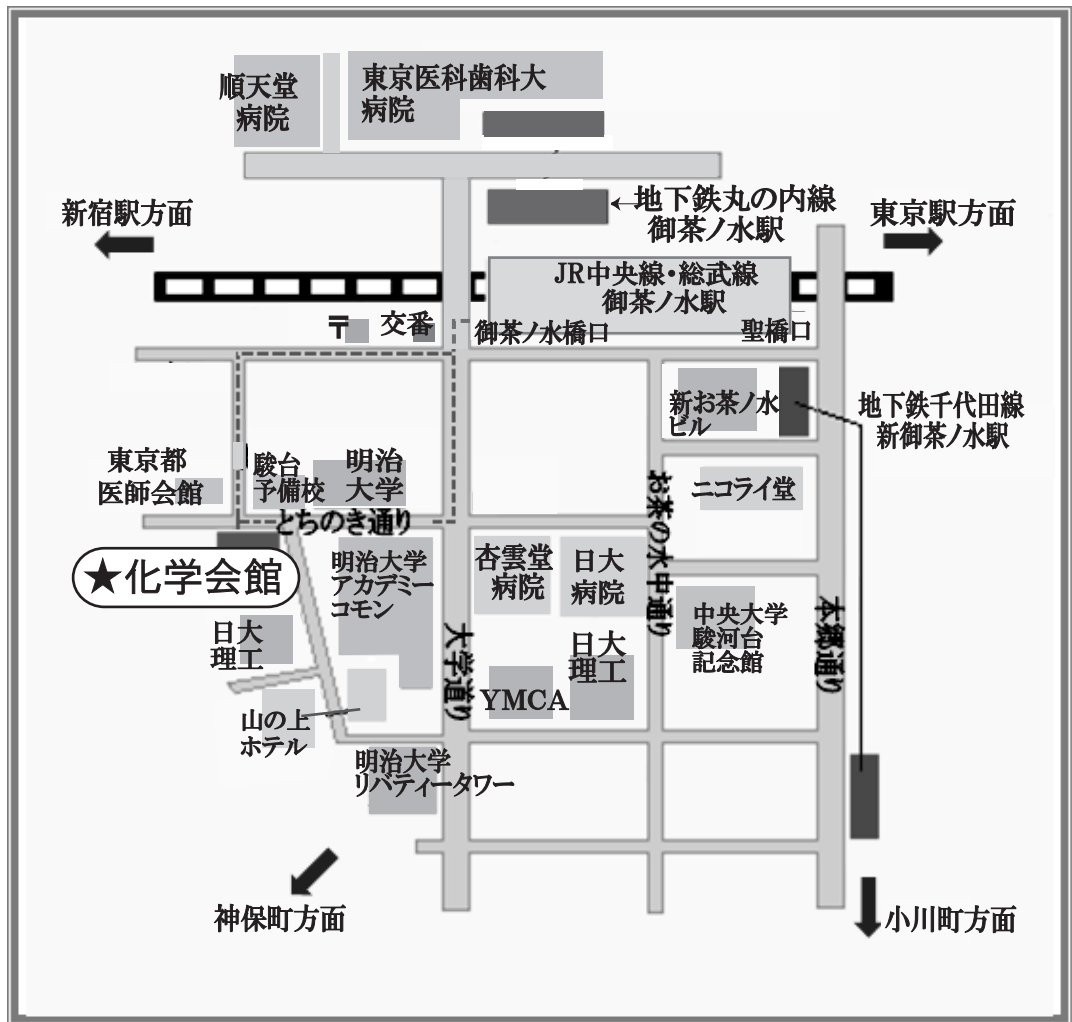 順天堂
病院
東京医科歯科大
病院
新宿駅方面
←地下鉄丸の内線
御茶ノ水駅
東京駅方面
JR中央線・総武線
御茶ノ水駅
〒
交番
御茶ノ水橋口
聖橋口
新お茶ノ水
ビル
地下鉄千代田線
新御茶ノ水駅
東京都
医師会館
駿台
予備校
明治
大学
ニコライ堂
とちのき通り
お茶の水中通り
★化学会館
明治大学
アカデミー
コモン
杏雲堂
病院
日大
病院
中央大学
駿河台
記念館
本郷通り
日大
理工
大学道り
日大
理工
YMCA
山の上
ホテル
明治大学
リバティータワー
神保町方面
小川町方面